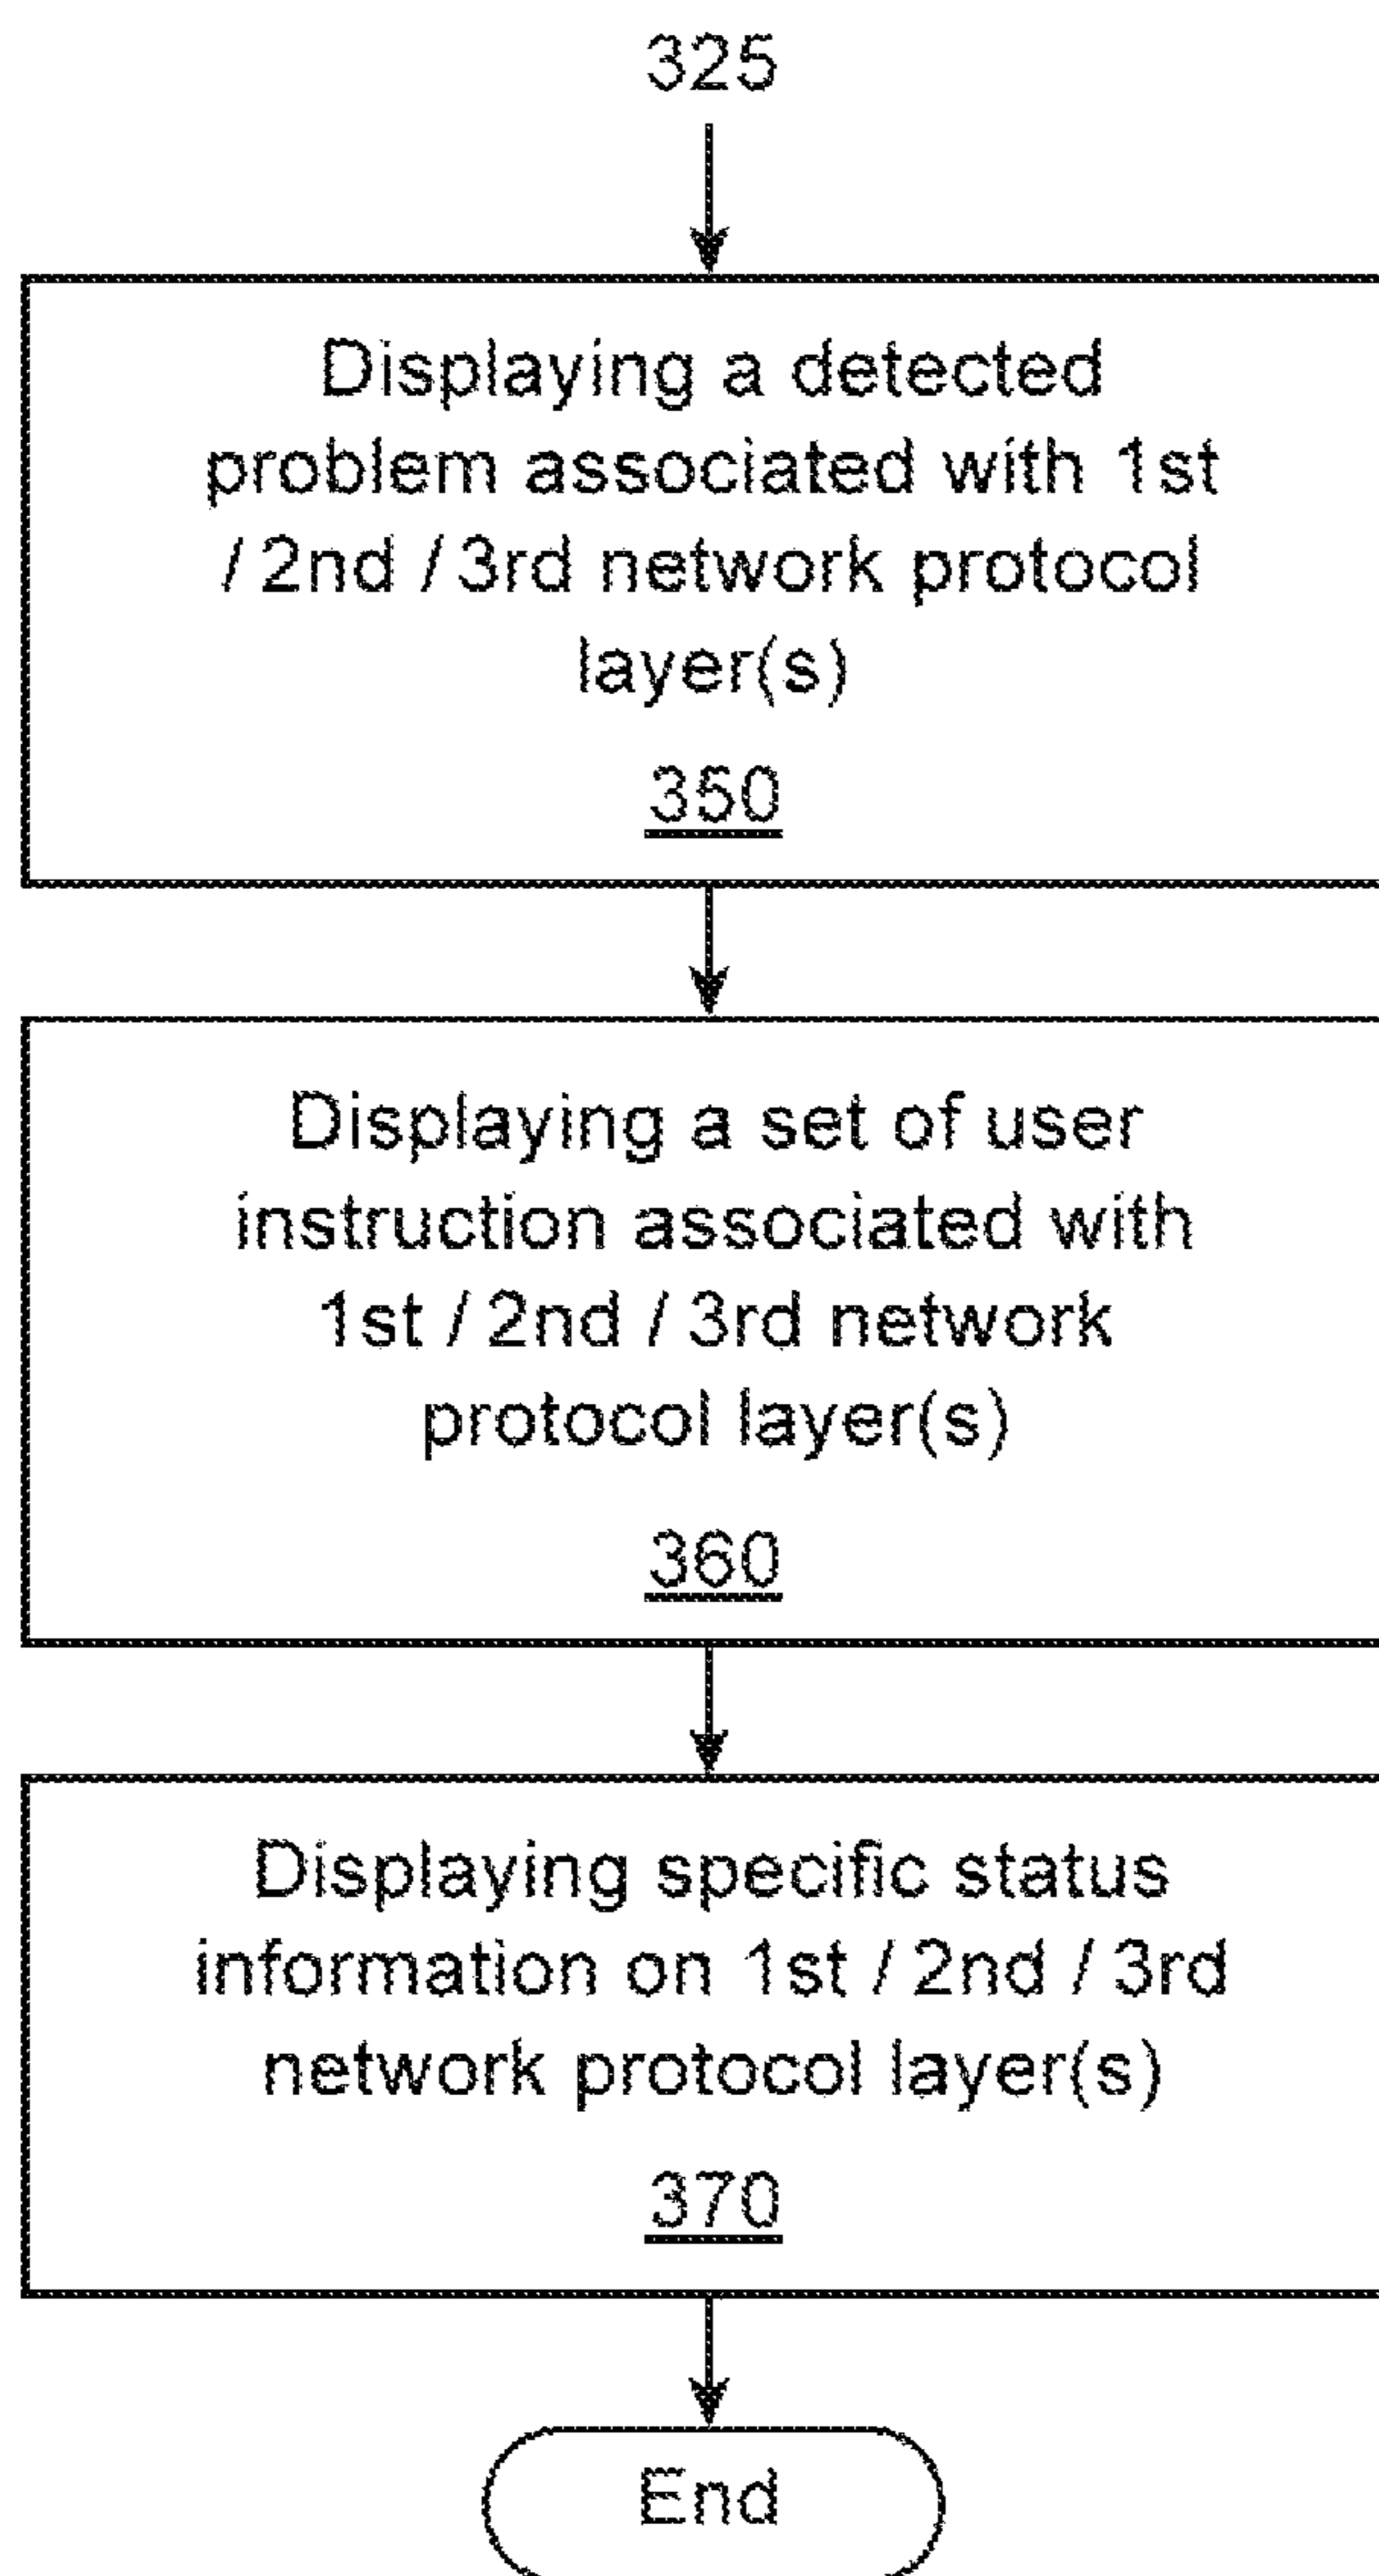 325
Displaying a detected
problem associated with 1st
/ 2nd / 3rd network protocol
layer(s)
350
Displaying a set of user
instruction associated with
1st / 2nd / 3rd network
protocol layer(s)
360
Displaying specific status
information on 1st / 2nd / 3rd
network protocol layer(s)
370
End